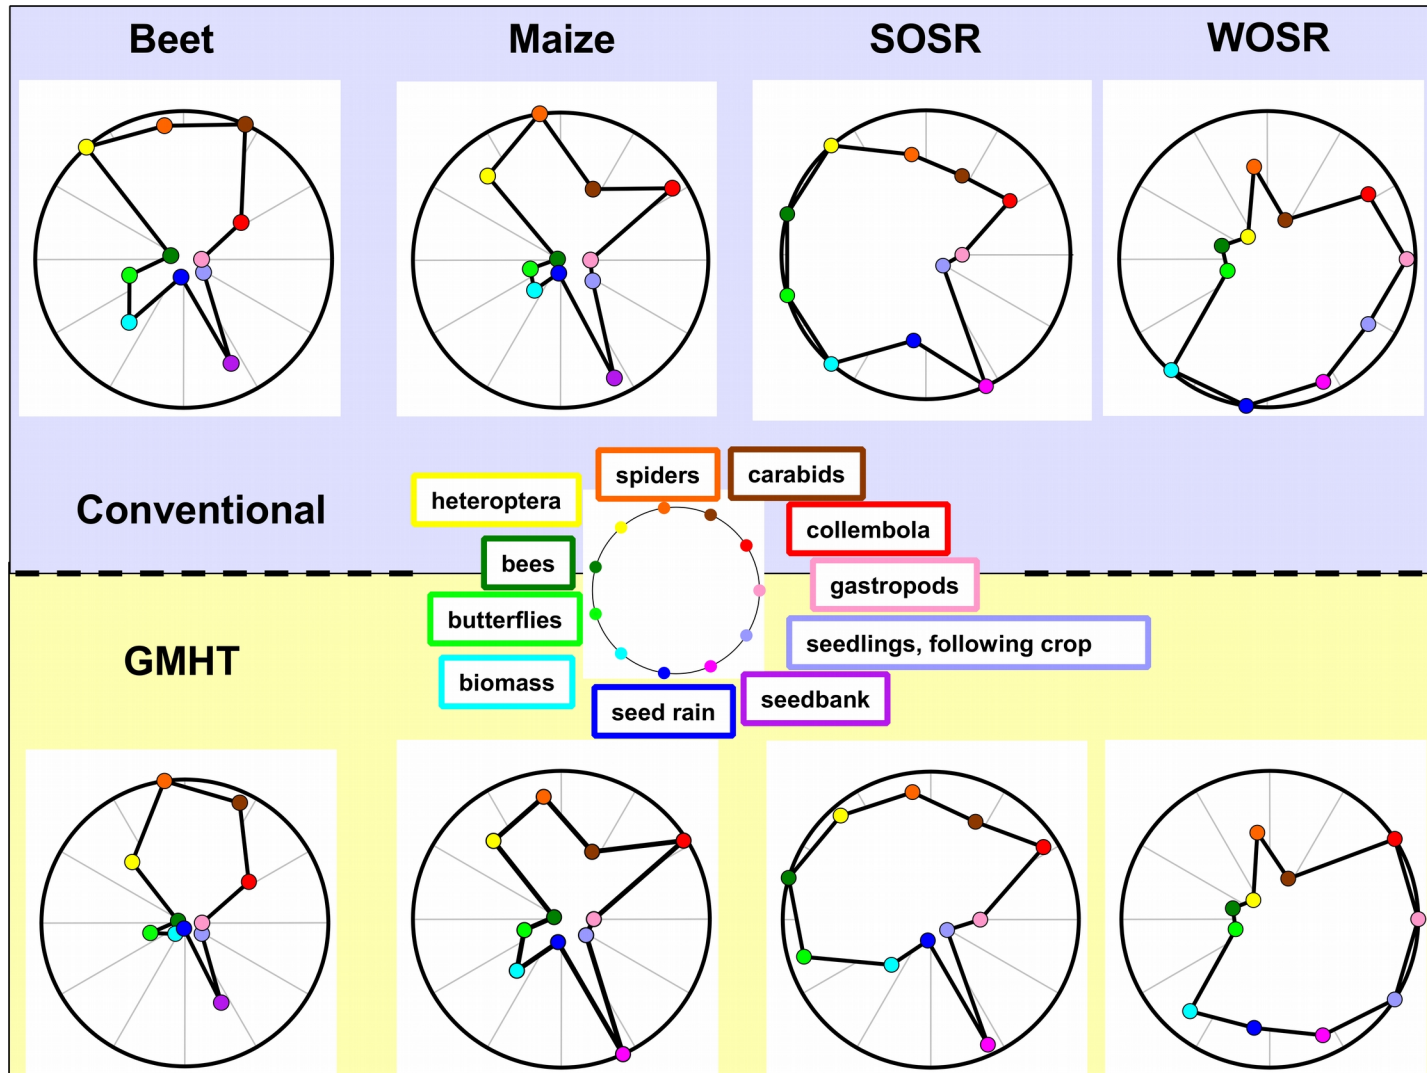 Beet
Maize
SOSR
WOSR
Conventional
GMHT
spiders
carabids
heteroptera
collembola
bees
gastropods
butterflies
seedlings, following crop
biomass
seedbank
seed rain